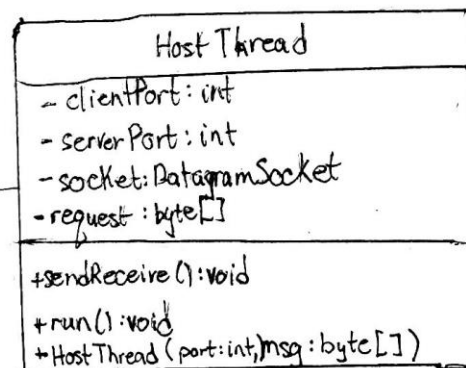 Host Thread
- clientPort: int
- serverPort: int
- socket: DatagramSocket
- request: byte[]
+sendReceive(): void
+run(): void
+HostThread(port:int, msg: byte[])